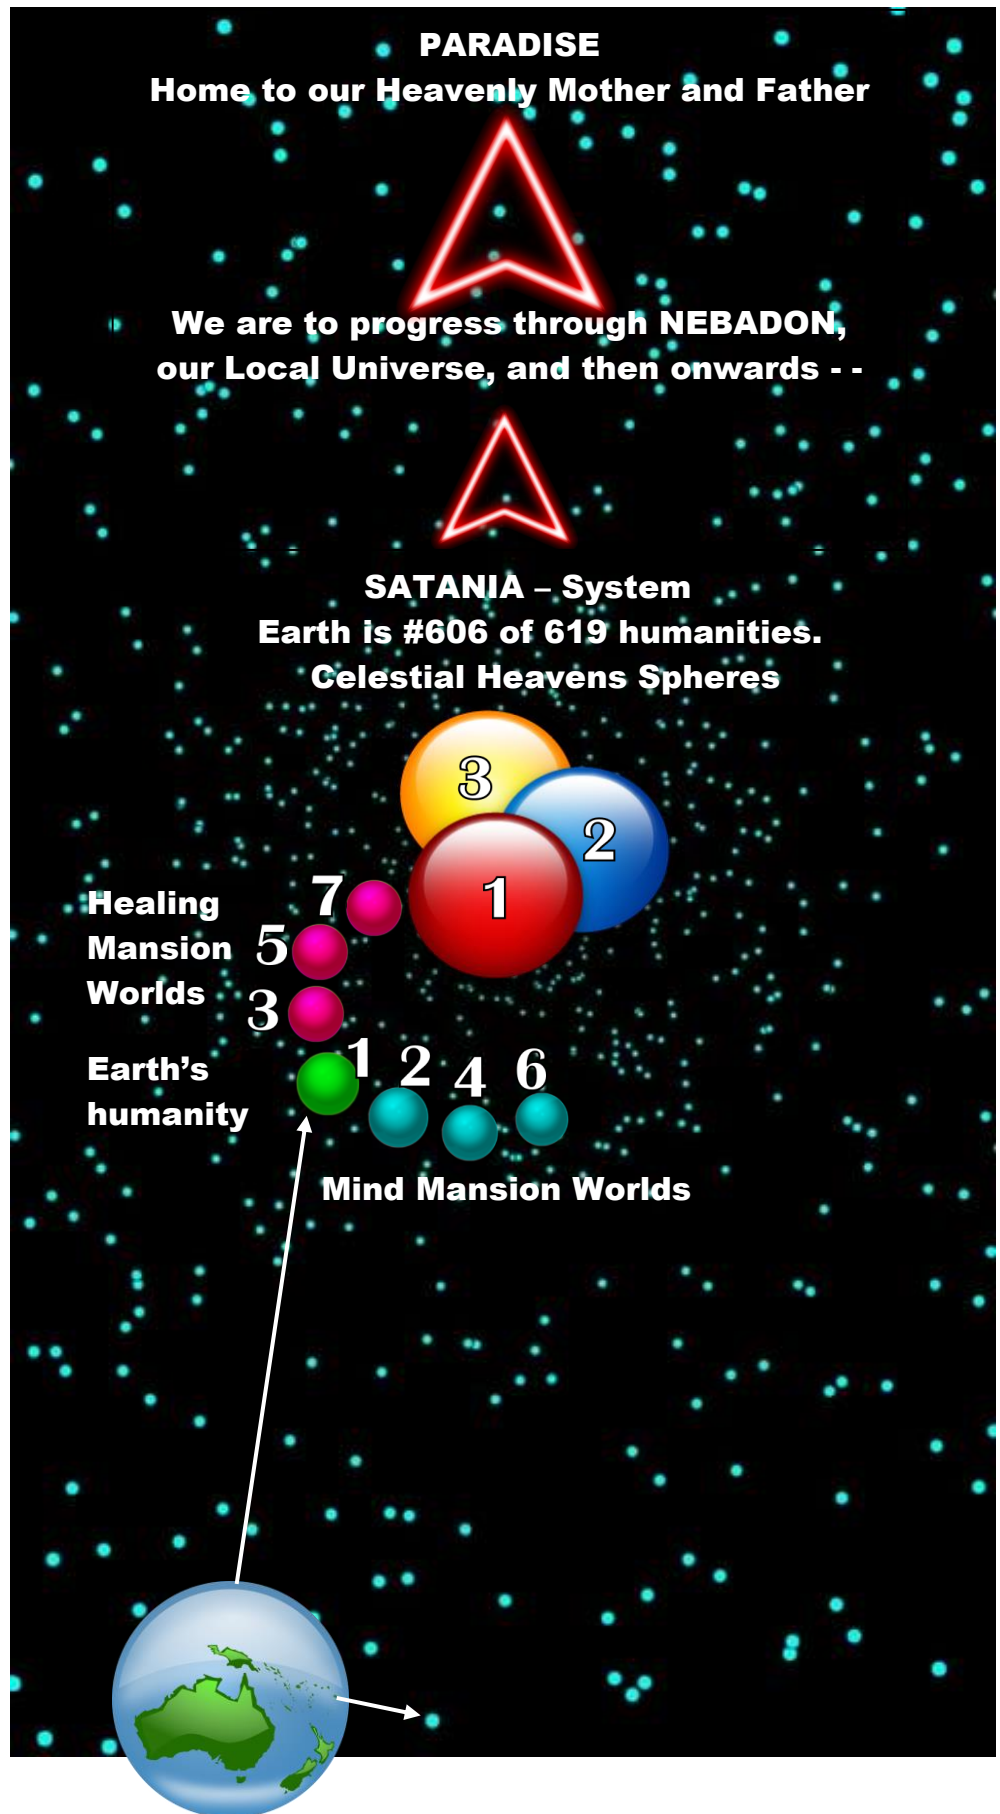 PARADISE
Home to our Heavenly Mother and Father
We are to progress through NEBADON,
our Local Universe, and then onwards - -
SATANIA – System
Earth is #606 of 619 humanities.
Celestial Heavens Spheres
3
2
1
Healing
Mansion
Worlds
7
5
3
Earth’s
humanity
1
2
4
6
Mind Mansion Worlds